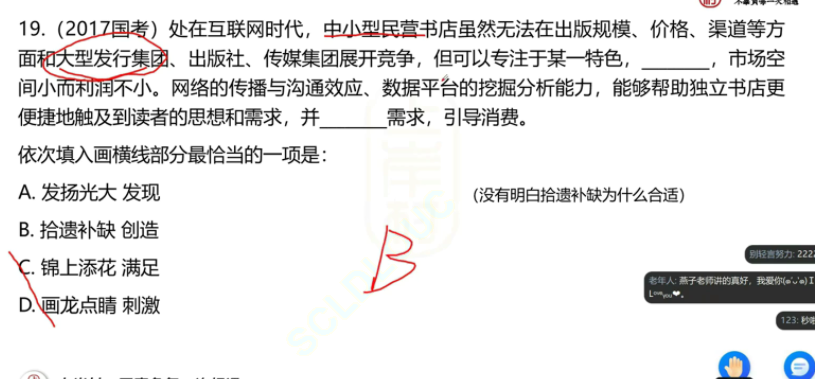 19.（2017国考）处在互联网时代，中小型民营书店虽然无法在出版规模、价格、渠道等方
面和大型发行集团、出版社、传媒集团展开竞争，但可以专注于某一特色，________，市场空
间小而利润不小。网络的传播与沟通效应、数据平台的挖掘分析能力，能够帮助独立书店更
便捷地触及到读者的思想和需求，并________需求，引导消费。
依次填入画横线部分最恰当的一项是：
A. 发扬光大 发现
（没有明白拾遗补缺为什么合适）
B. 拾遗补缺 创造
B
C. 锦上添花 满足
D. 画龙点睛 刺激
别轻言努力: 222
老年人: 燕子老师讲的真好，我爱你
123: 秒